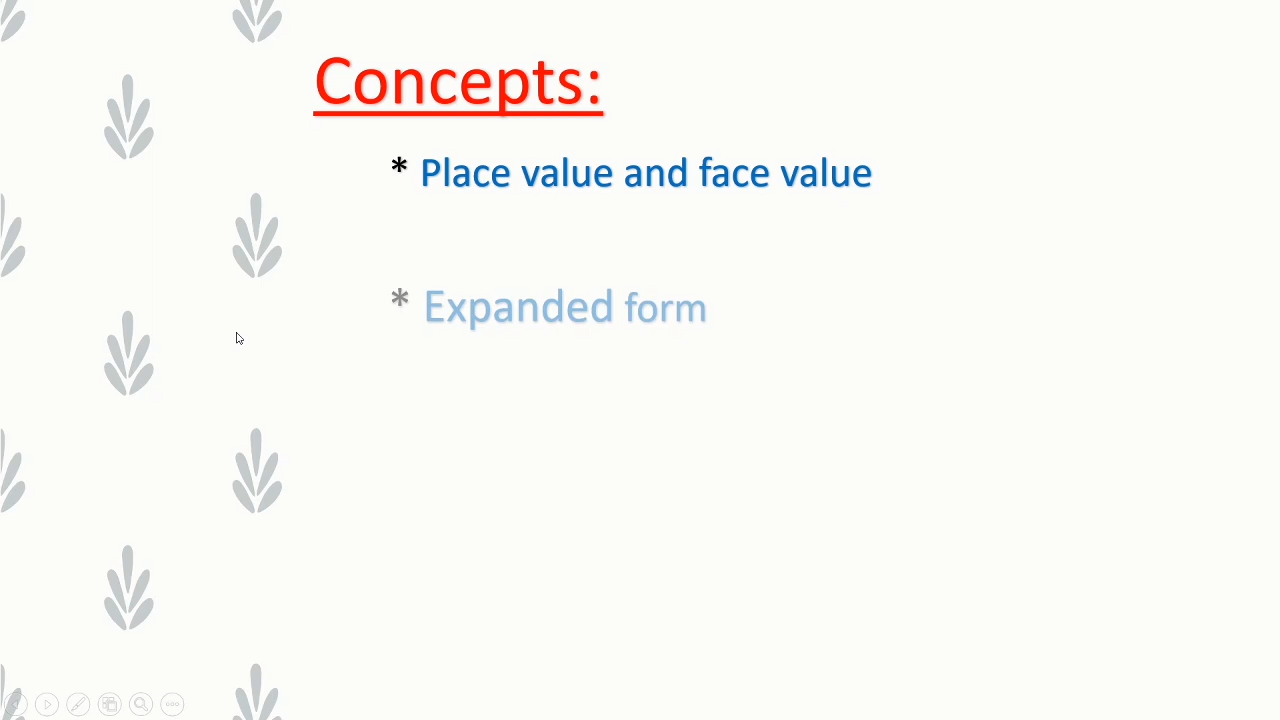 Concepts:
* Place value and face value
* Expanded form